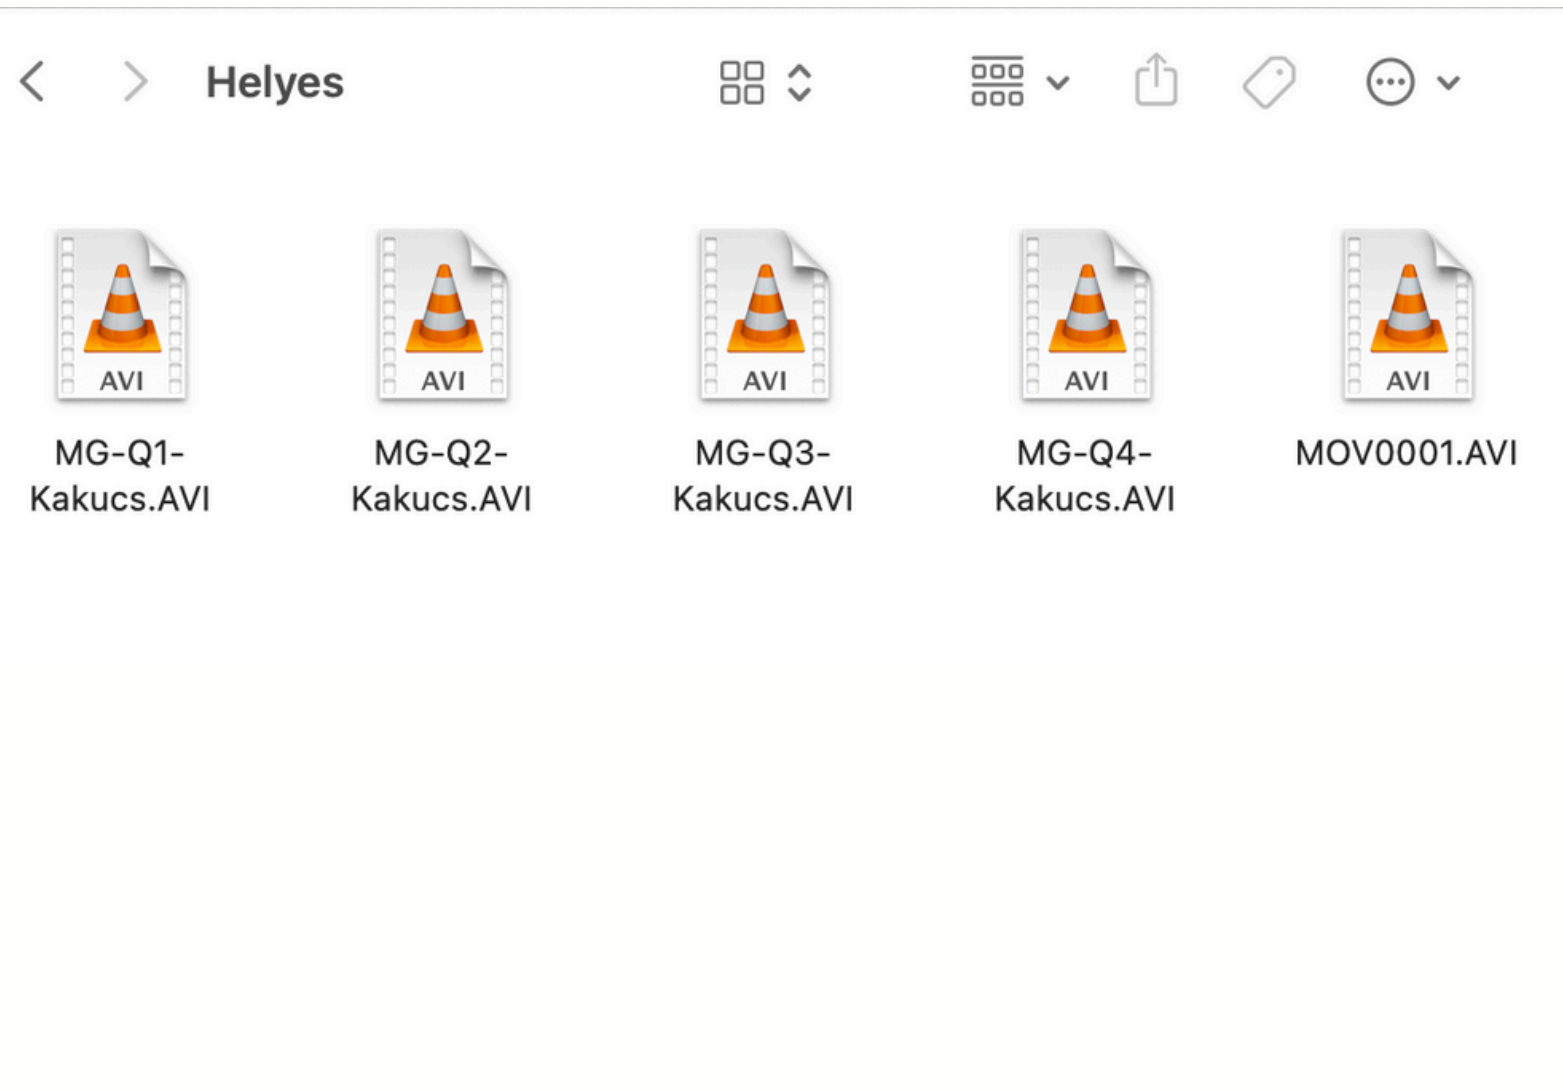 Helyes
AVI
AVI
AVI
AVI
AVI
MG-Q1-
Kakucs.AVI
MG-Q2-
Kakucs.AVI
MG-Q3-
Kakucs.AVI
MG-Q4-
Kakucs.AVI
MOV0001.AVI